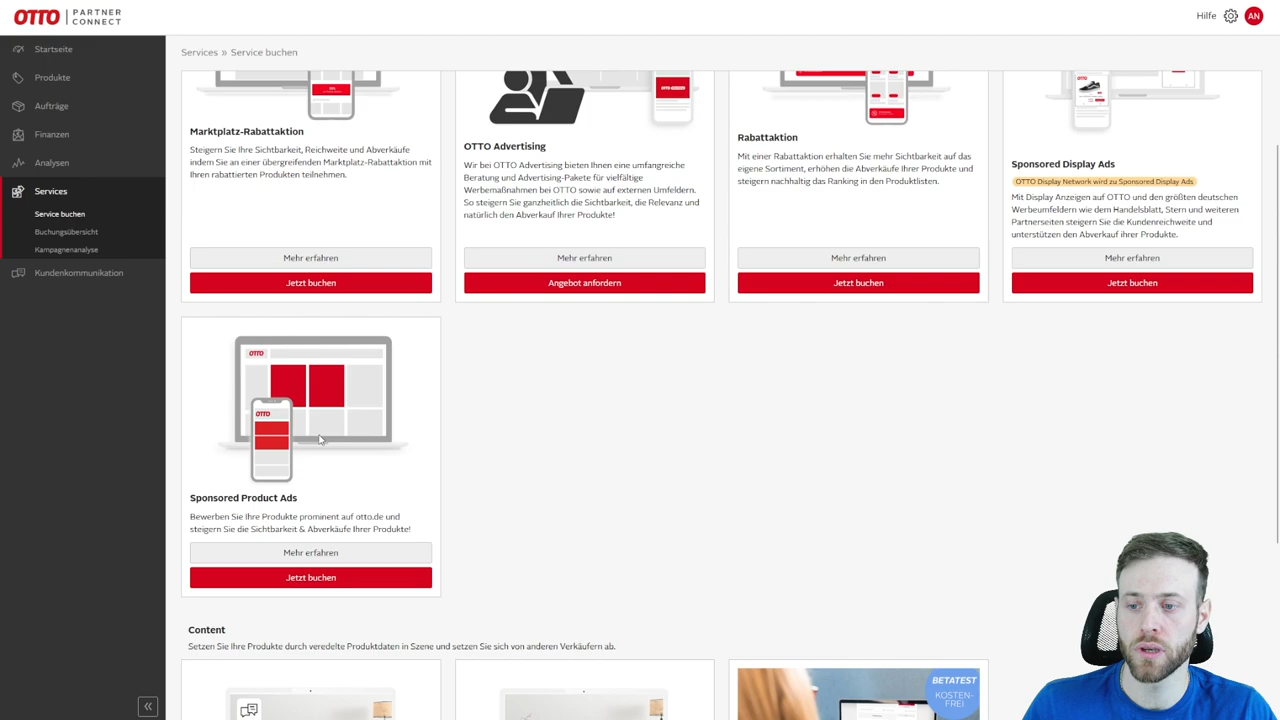 OTTO | PARTNER CONNECT
Hilfe
AN
Startseite
Produkte
Aufträge
Finanzen
Analysen
Services
Service buchen
Buchungsübersicht
Kampagnenanalyse
Kundenkommunikation
Services » Service buchen
Marktplatz-Rabattaktion
Steigern Sie Ihre Sichtbarkeit, Reichweite und Abverkäufe
indem Sie an einer übergreifenden Marktplatz-Rabattaktion mit
Ihren rabattierten Produkten teilnehmen.
Mehr erfahren
Jetzt buchen
OTTO Advertising
Wir bei OTTO Advertising bieten Ihnen eine umfangreiche
Beratung und Advertising-Pakete für vielfältige
Werbemaßnahmen bei OTTO sowie auf externen Umfeldern.
So steigern Sie ganzheitlich die Sichtbarkeit, die Relevanz und
natürlich den Abverkauf Ihrer Produkte!
Mehr erfahren
Angebot anfordern
Rabattaktion
Mit einer Rabattaktion erhalten Sie mehr Sichtbarkeit auf das
eigene Sortiment, erhöhen die Abverkäufe Ihrer Produkte und
steigern nachhaltig das Ranking in den Produktlisten.
Mehr erfahren
Jetzt buchen
Sponsored Display Ads
OTTO Display Network wird zu Sponsored Display Ads
Mit Display Anzeigen auf OTTO und den größten deutschen
Werbeumfeldern wie dem Handelsblatt, Stern und weiteren
Partnerseiten steigern Sie die Kundenreichweite und
unterstützen den Abverkauf ihrer Produkte.
Mehr erfahren
Jetzt buchen
OTTO
OTTO
Sponsored Product Ads
Bewerben Sie Ihre Produkte prominent auf otto.de und
steigern Sie die Sichtbarkeit & Abverkäufe Ihrer Produkte!
Mehr erfahren
Jetzt buchen
Content
Setzen Sie Ihre Produkte durch veredelte Produktdaten in Szene und setzen Sie sich von anderen Verkäufern ab.
BETATEST
KOSTEN-
FREI